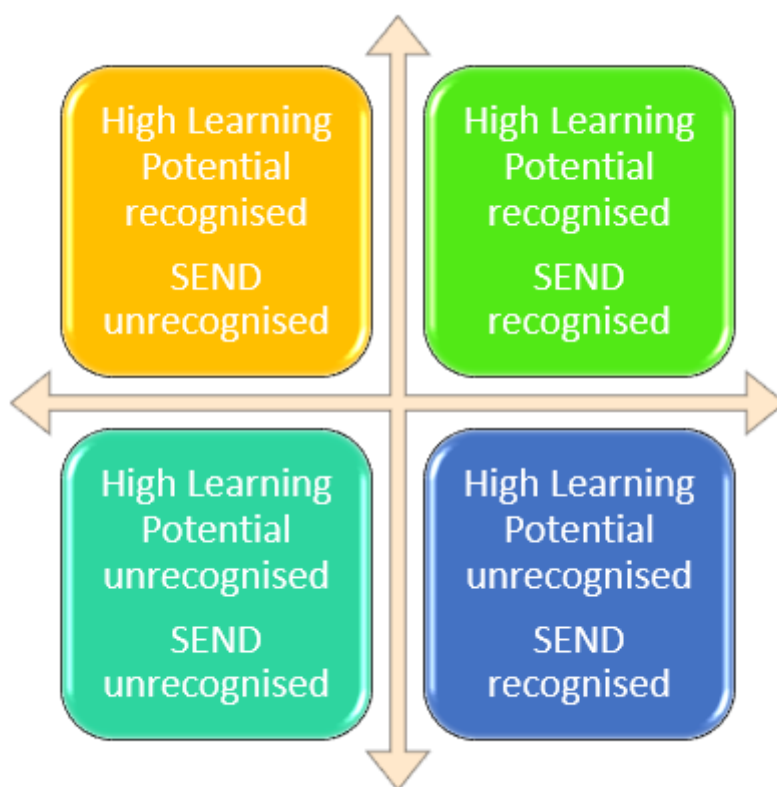 High Learning
Potential
recognised
SEND
unrecognised
High Learning
Potential
recognised
SEND
recognised
High Learning
Potential
unrecognised
SEND
unrecognised
High Learning
Potential
unrecognised
SEND
recognised